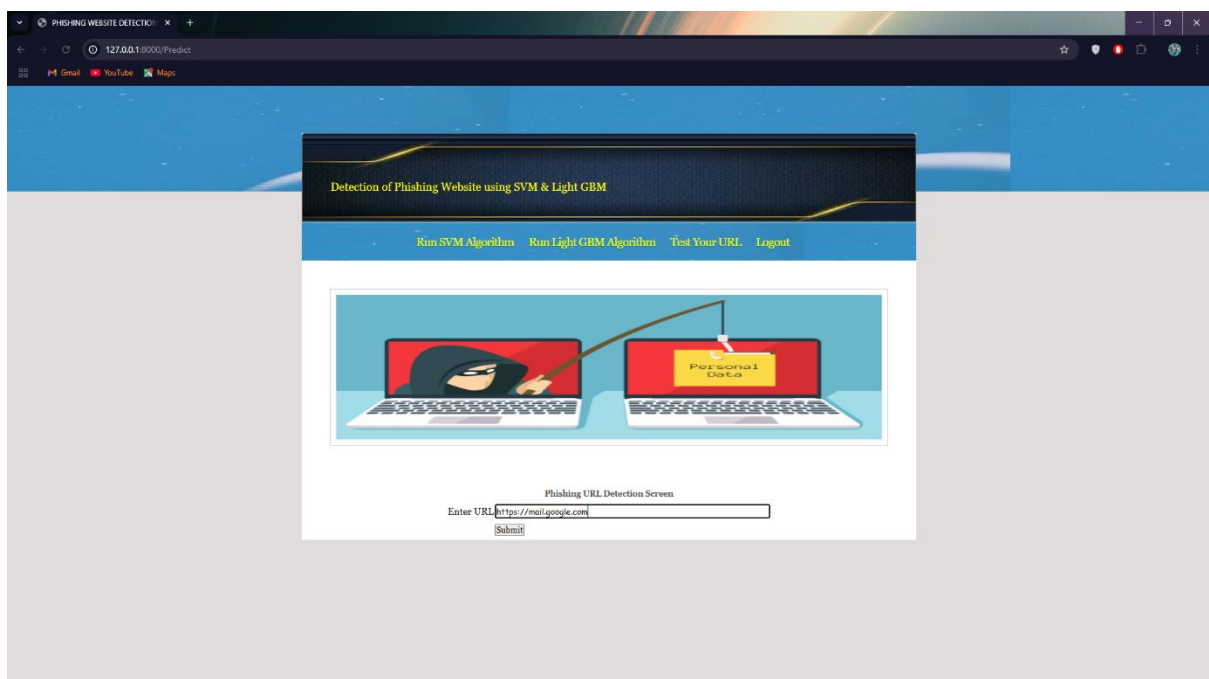 PHISHING WEBSITE DETECTIO
127.0.0.1:8000/Predict
Gmail YouTube Maps
Detection of Phishing Website using SVM & Light GBM
Run SVM Algorithm Run Light GBM Algorithm Test Your URL Logout
Personal
Data
Phishing URL Detection Screen
Enter URL https://mail.google.com
Submit